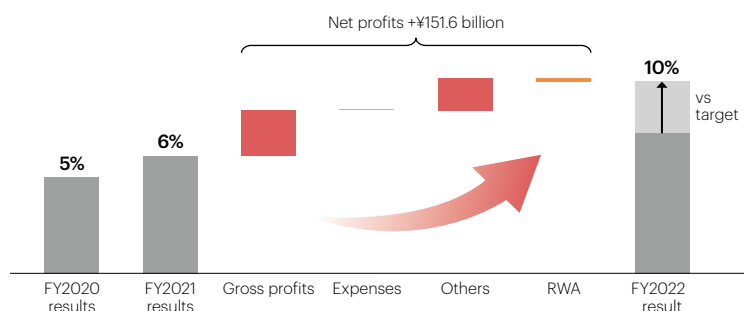 Net profits +¥151.6 billion
10%
vs
target
6%
5%
FY2020
results
FY2021
results
Gross profits
Expenses
Others
RWA
FY2022
result